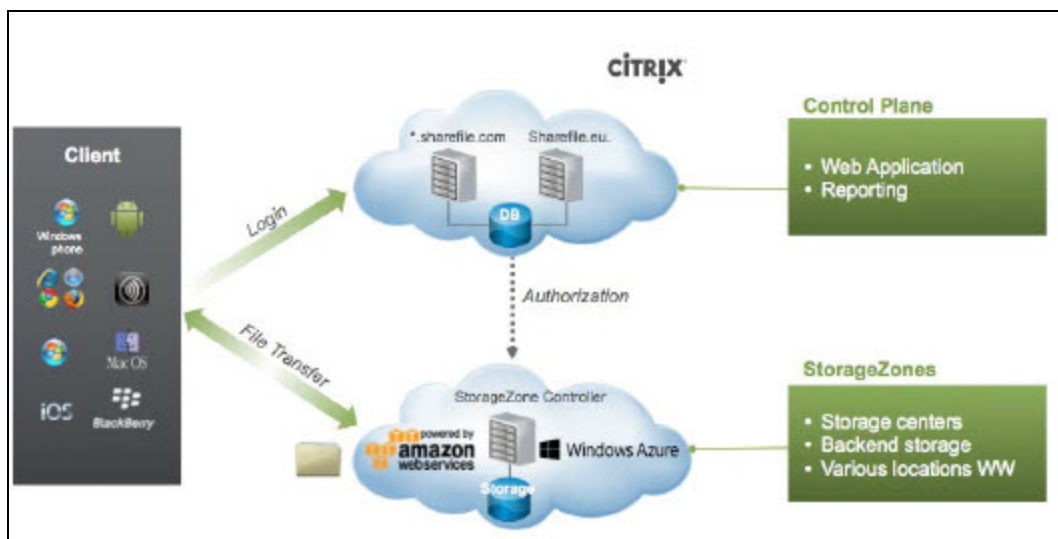 CİTRIX
Client
Windows
phone
Mac OS
iOS
BlackBerry
Login
File Transfer
*.sharefile.com
Sharefile.eu.
DB
Authorization
StorageZone Controller
powered by
amazon
webservices
Windows Azure
Storage
Control Plane
• Web Application
• Reporting
StorageZones
• Storage centers
• Backend storage
• Various locations WW